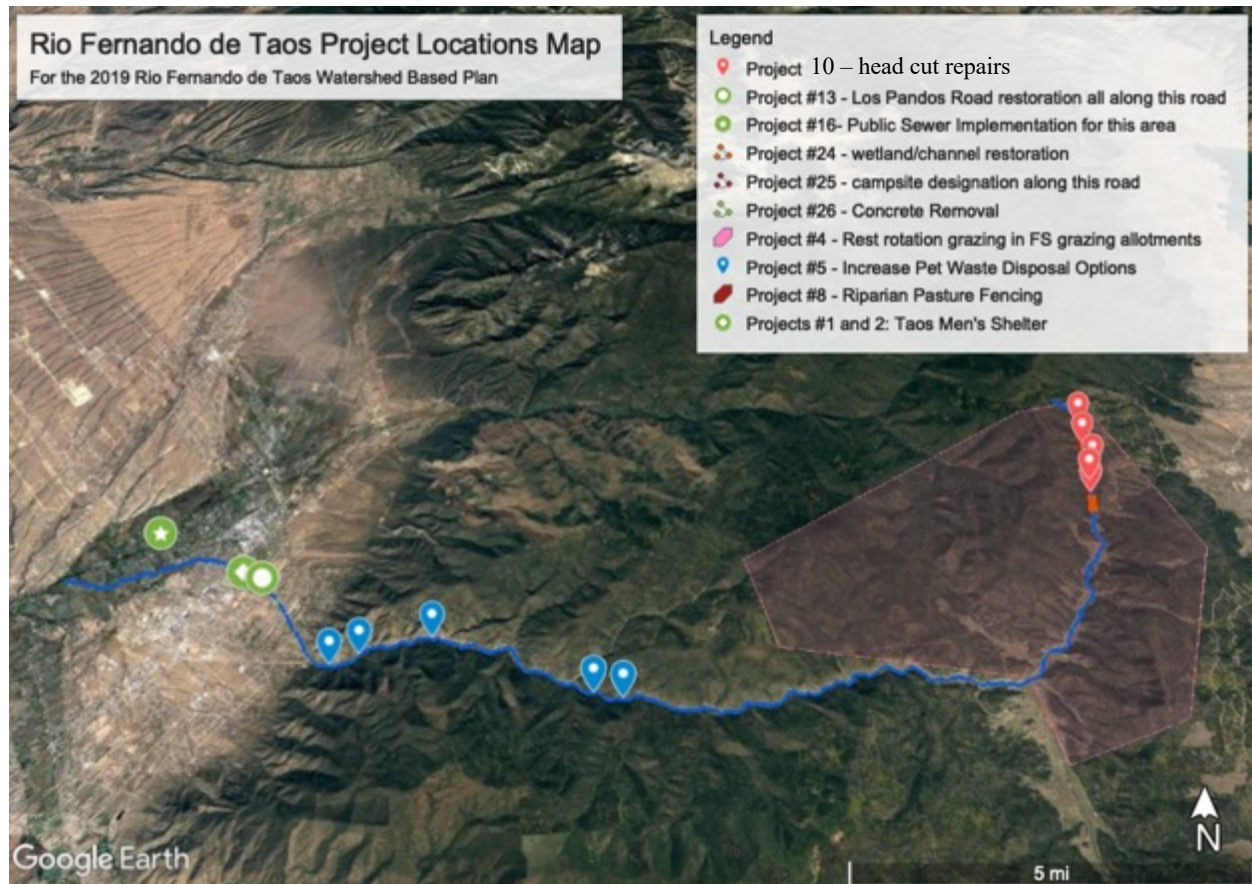 Rio Fernando de Taos Project Locations Map
For the 2019 Rio Fernando de Taos Watershed Based Plan
Legend
Project 10 – head cut repairs
Project #13 - Los Pandos Road restoration all along this road
Project #16- Public Sewer Implementation for this area
Project #24 - wetland/channel restoration
Project #25 - campsite designation along this road
Project #26 - Concrete Removal
Project #4 - Rest rotation grazing in FS grazing allotments
Project #5 - Increase Pet Waste Disposal Options
Project #8 - Riparian Pasture Fencing
Projects #1 and 2: Taos Men's Shelter
N
Google Earth
5 mi